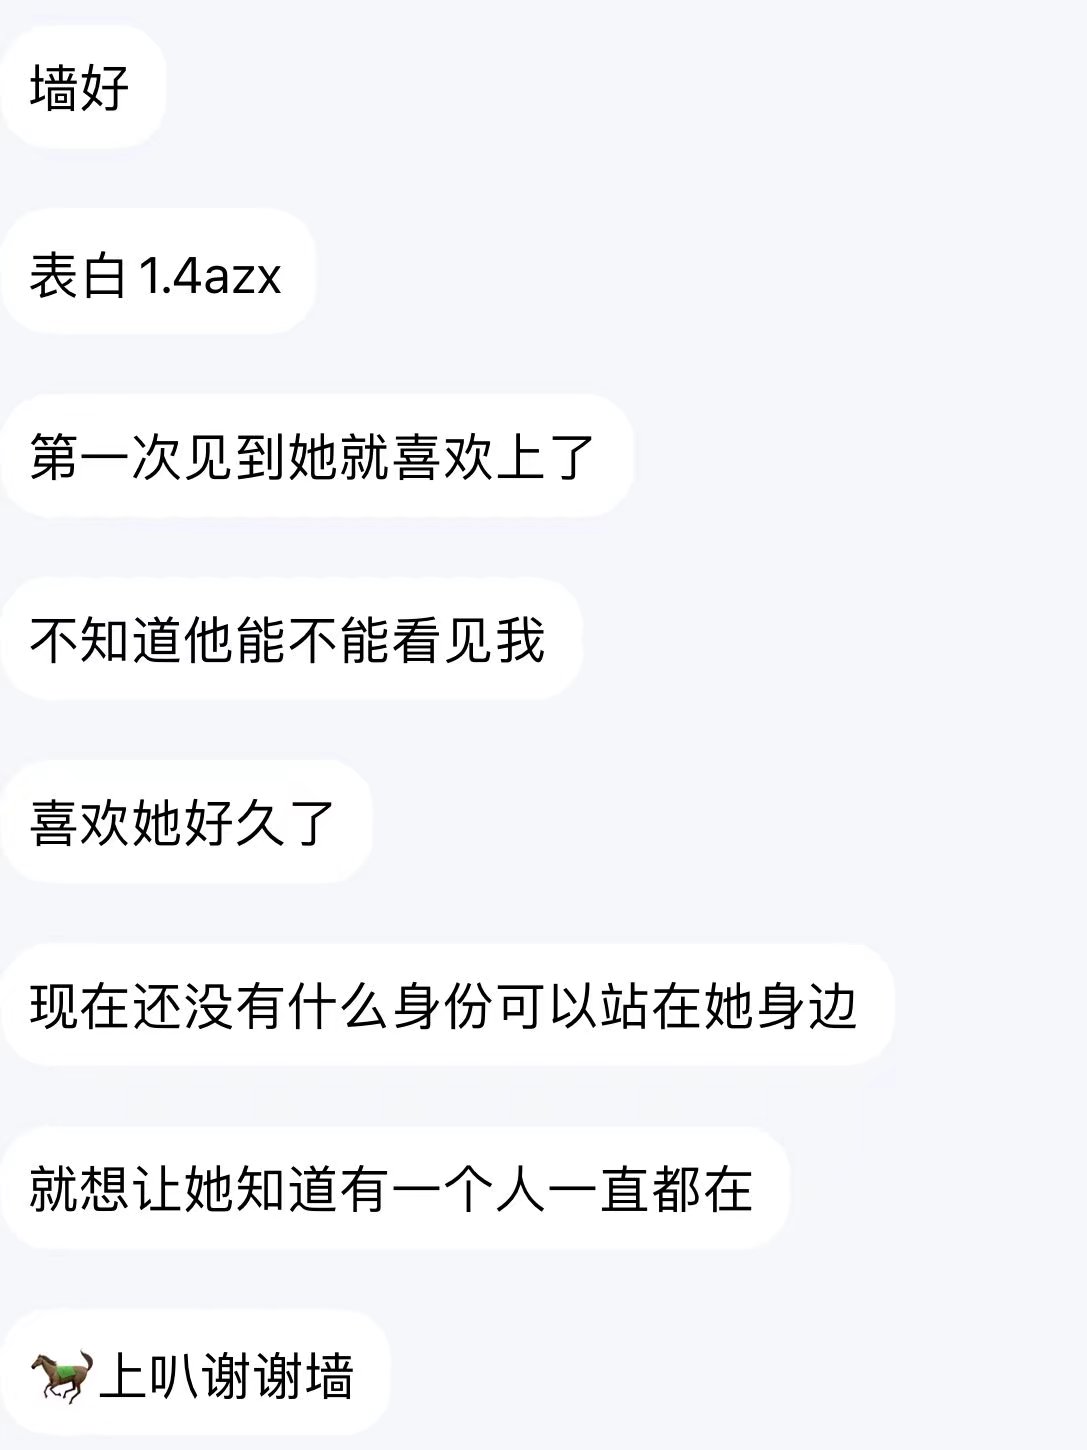 墙好
表白 1.4azx
第一次见到她就喜欢上了
不知道他能不能看见我
喜欢她好久了
现在还没有什么身份可以站在她身边
就想让她知道有一个人一直都在
🐎上叭谢谢墙